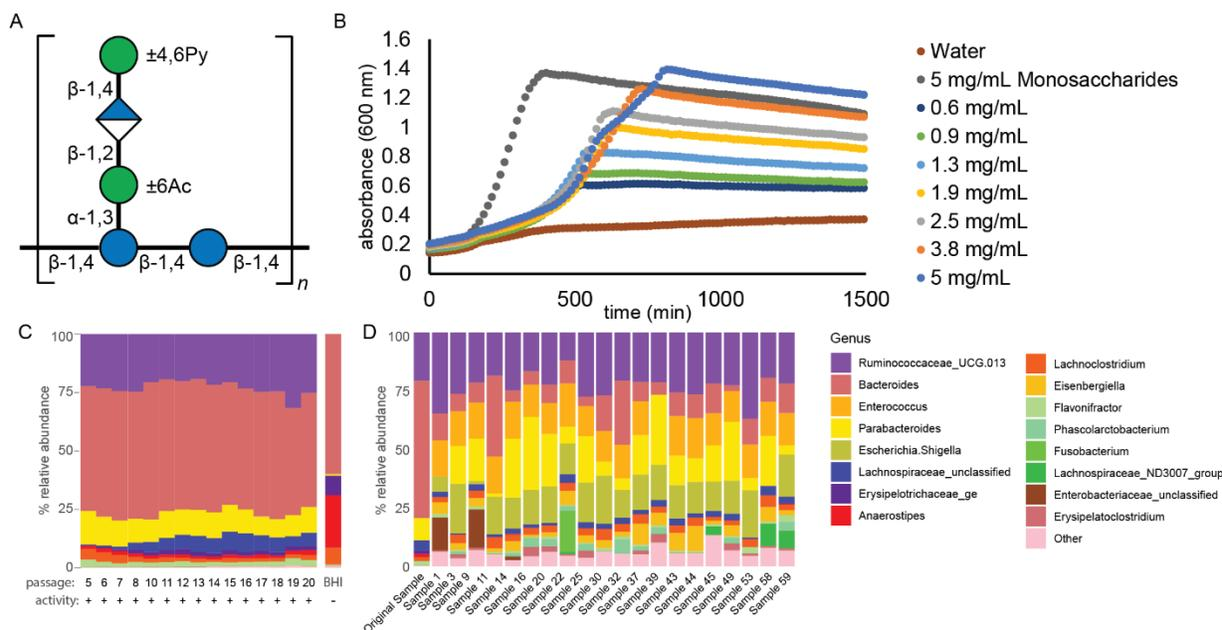 A
±4,6Py
β-1,4
β-1,2
±6Ac
α-1,3
β-1,4 β-1,4 β-1,4
n
B
absorbance (600 nm)
1.6
1.4
1.2
1
0.8
0.6
0.4
0.2
0
0 500 1000 1500
time (min)
Water
5 mg/mL Monosaccharides
0.6 mg/mL
0.9 mg/mL
1.3 mg/mL
1.9 mg/mL
2.5 mg/mL
3.8 mg/mL
5 mg/mL
C
% relative abundance
100
75
50
25
0
passage: 5 6 7 8 10 11 12 13 14 15 16 17 18 19 20 BHI
activity: + + + + + + + + + + + + + + + -
D
% relative abundance
100
75
50
25
0
Original Sample
Sample 1
Sample 3
Sample 9
Sample 11
Sample 14
Sample 16
Sample 20
Sample 22
Sample 25
Sample 30
Sample 32
Sample 37
Sample 39
Sample 43
Sample 44
Sample 45
Sample 49
Sample 53
Sample 58
Sample 59
Genus
Ruminococcaceae_UCG.013
Bacteroides
Enterococcus
Parabacteroides
Escherichia.Shigella
Lachnospiraceae_unclassified
Erysipelotrichaceae_ge
Anaerostipes
Lachnoclostridium
Eisenbergiella
Flavonifractor
Phascolarctobacterium
Fusobacterium
Lachnospiraceae_ND3007_group
Enterobacteriaceae_unclassified
Erysipelatoclostridium
Other